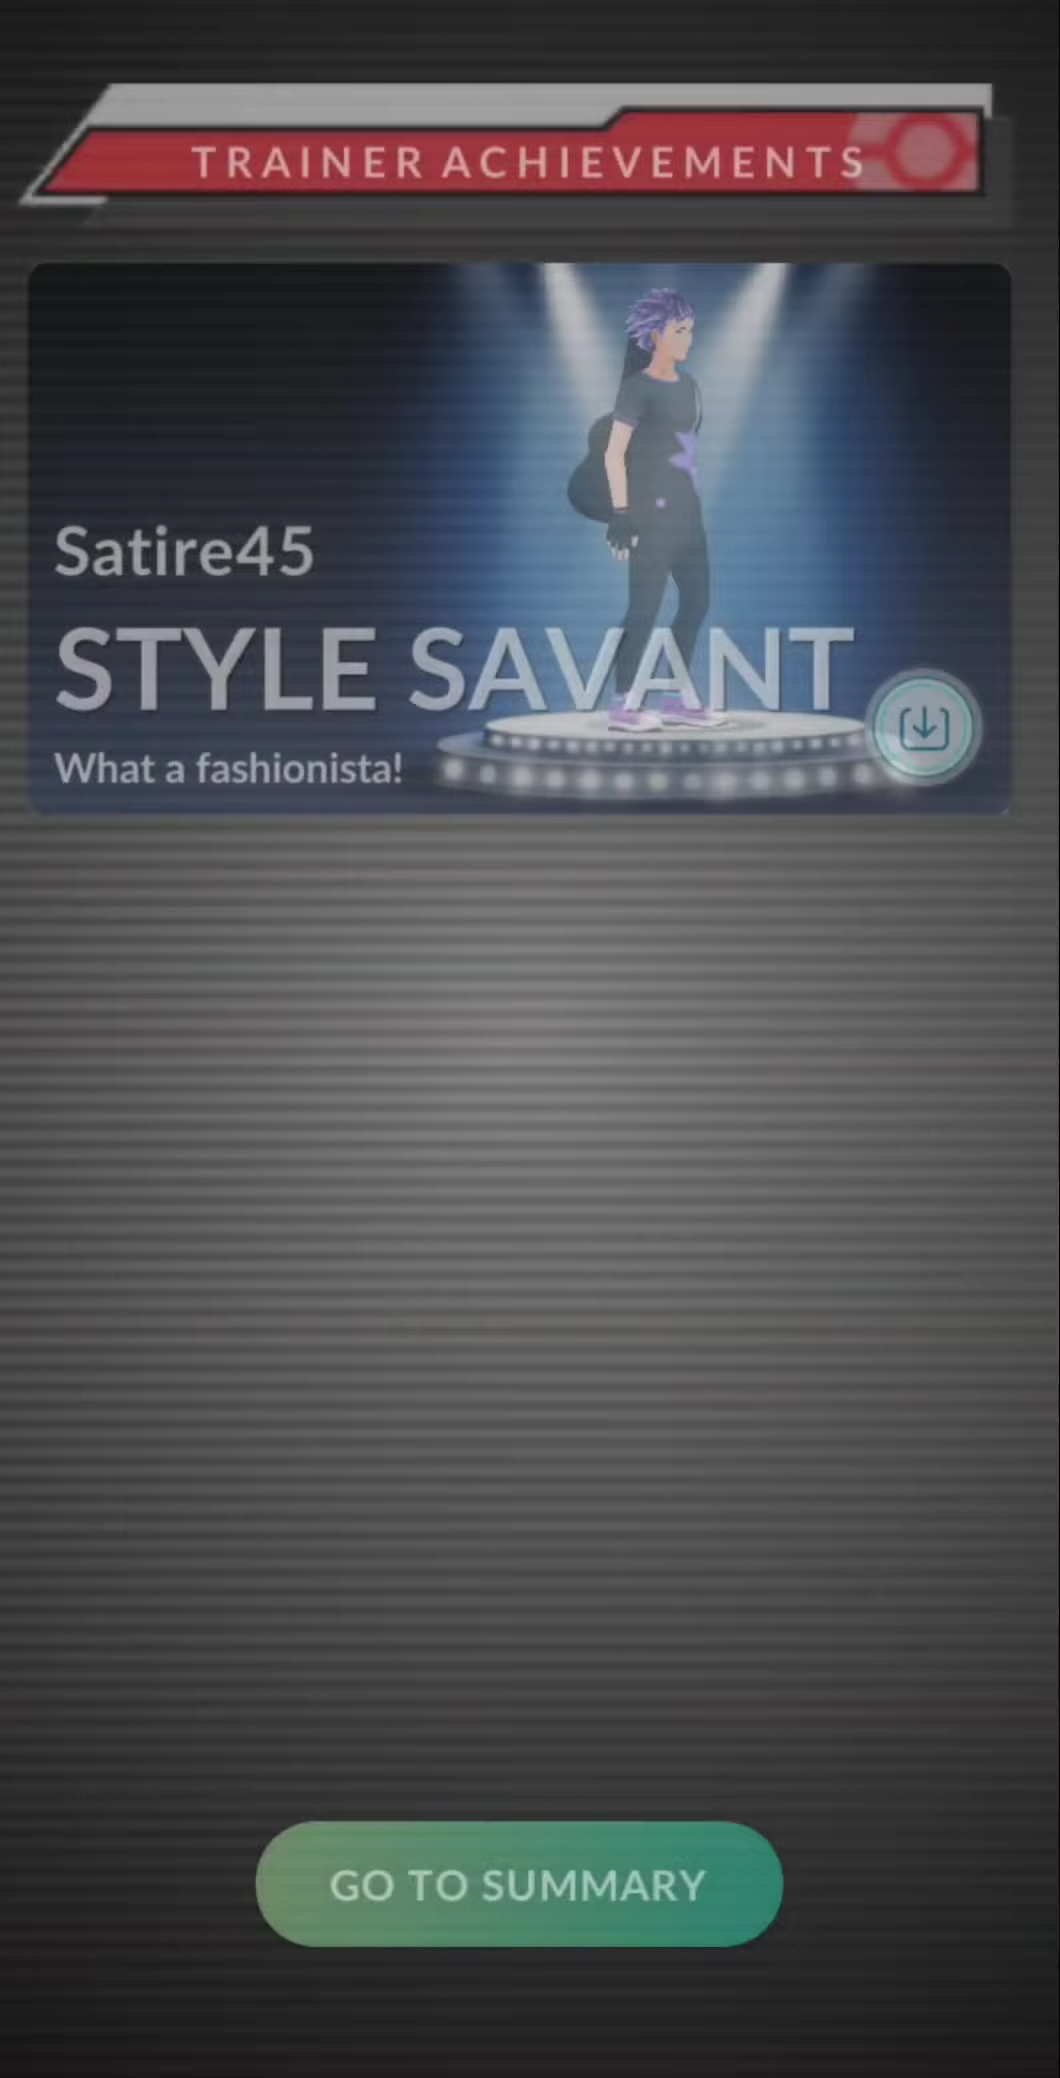 TRAINER ACHIEVEMENTS
Satire45
STYLE SAVANT
What a fashionista!
GO TO SUMMARY